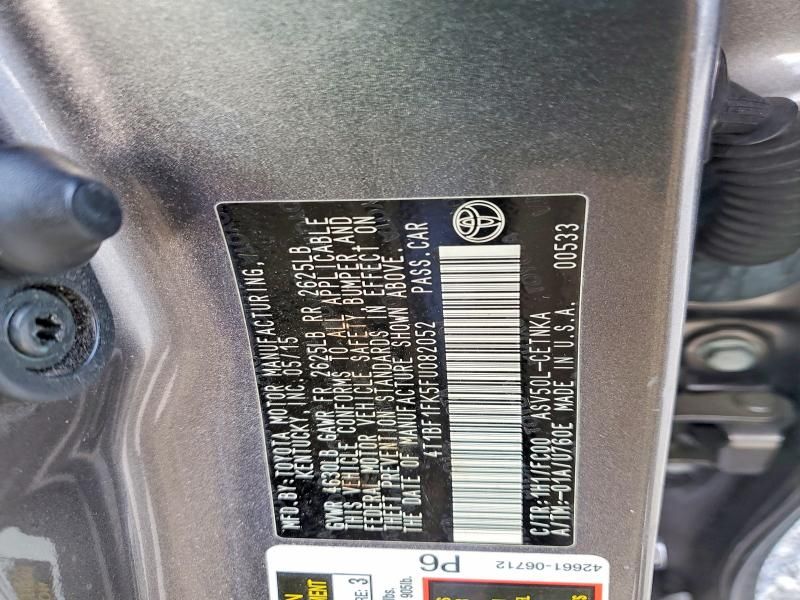 MFD.BY: TOYOTA MOTOR MANUFACTURING,
KENTUCKY, INC. 05/15
GVWR 4630LB GAWR FR 2625LB RR 2625LB
THIS VEHICLE CONFORMS TO ALL APPLICABLE
FEDERAL MOTOR VEHICLE SAFETY, BUMPER, AND
THEFT PREVENTION STANDARDS IN EFFECT ON
THE DATE OF MANUFACTURE SHOWN ABOVE.
4T1BF1FK5FU082052 PASS.CAR
C/TR:1H1/FC00 ASV50L-CETNKA
A/TM:-01A/U760E MADE IN U.S.A. 00533
P6
42661-06712
3
905lb.